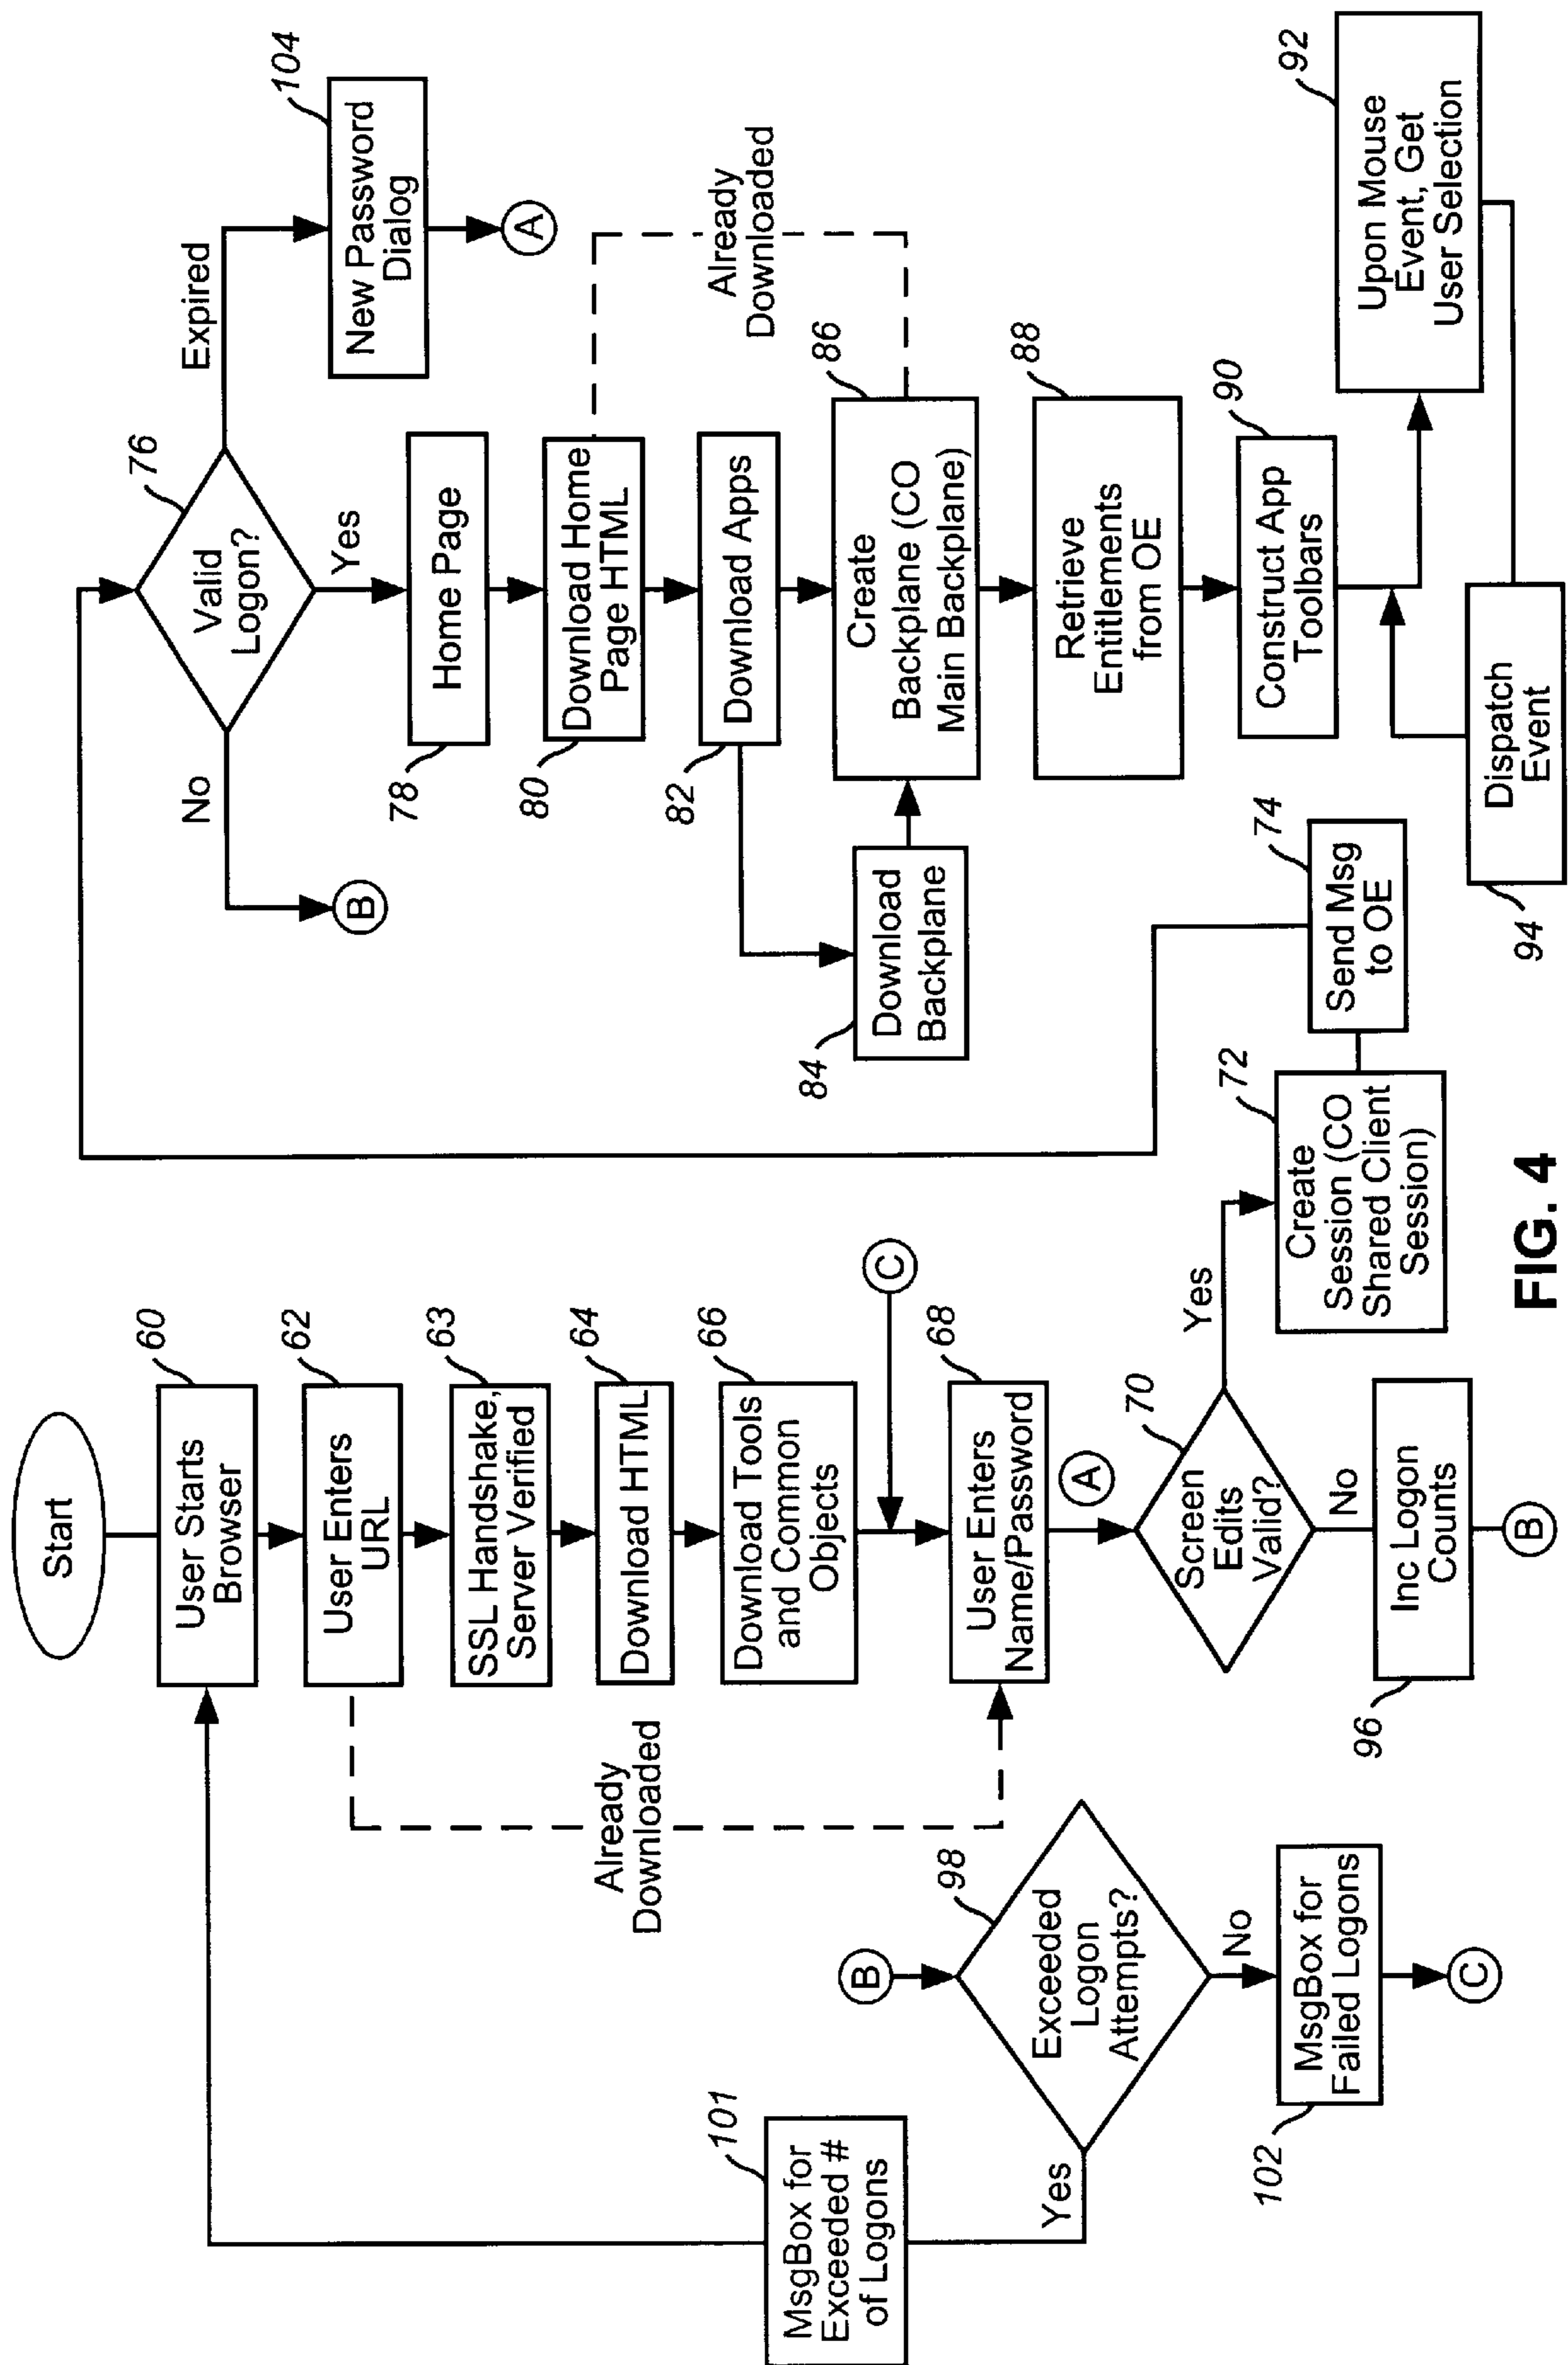 Start
60
User Starts
Browser
62
User Enters
URL
63
SSL Handshake,
Server Verified
64
Download HTML
66
Download Tools
and Common
Objects
C
68
User Enters
Name/Password
Already
Downloaded
A
70
Screen
Edits
Valid?
Yes
No
72
Create
Session (CO
Shared Client
Session)
74
Send Msg
to OE
96
Inc Logon
Counts
B
B
98
Exceeded
Logon
Attempts?
Yes
No
101
MsgBox for
Exceeded #
of Logons
102
MsgBox for
Failed Logons
C
76
Valid
Logon?
No
B
Yes
Expired
104
New Password
Dialog
A
78
Home Page
80
Download Home
Page HTML
Already
Downloaded
82
Download Apps
84
Download
Backplane
86
Create
Backplane (CO
Main Backplane)
88
Retrieve
Entitlements
from OE
90
Construct App
Toolbars
92
Upon Mouse
Event, Get
User Selection
94
Dispatch
Event
FIG. 4